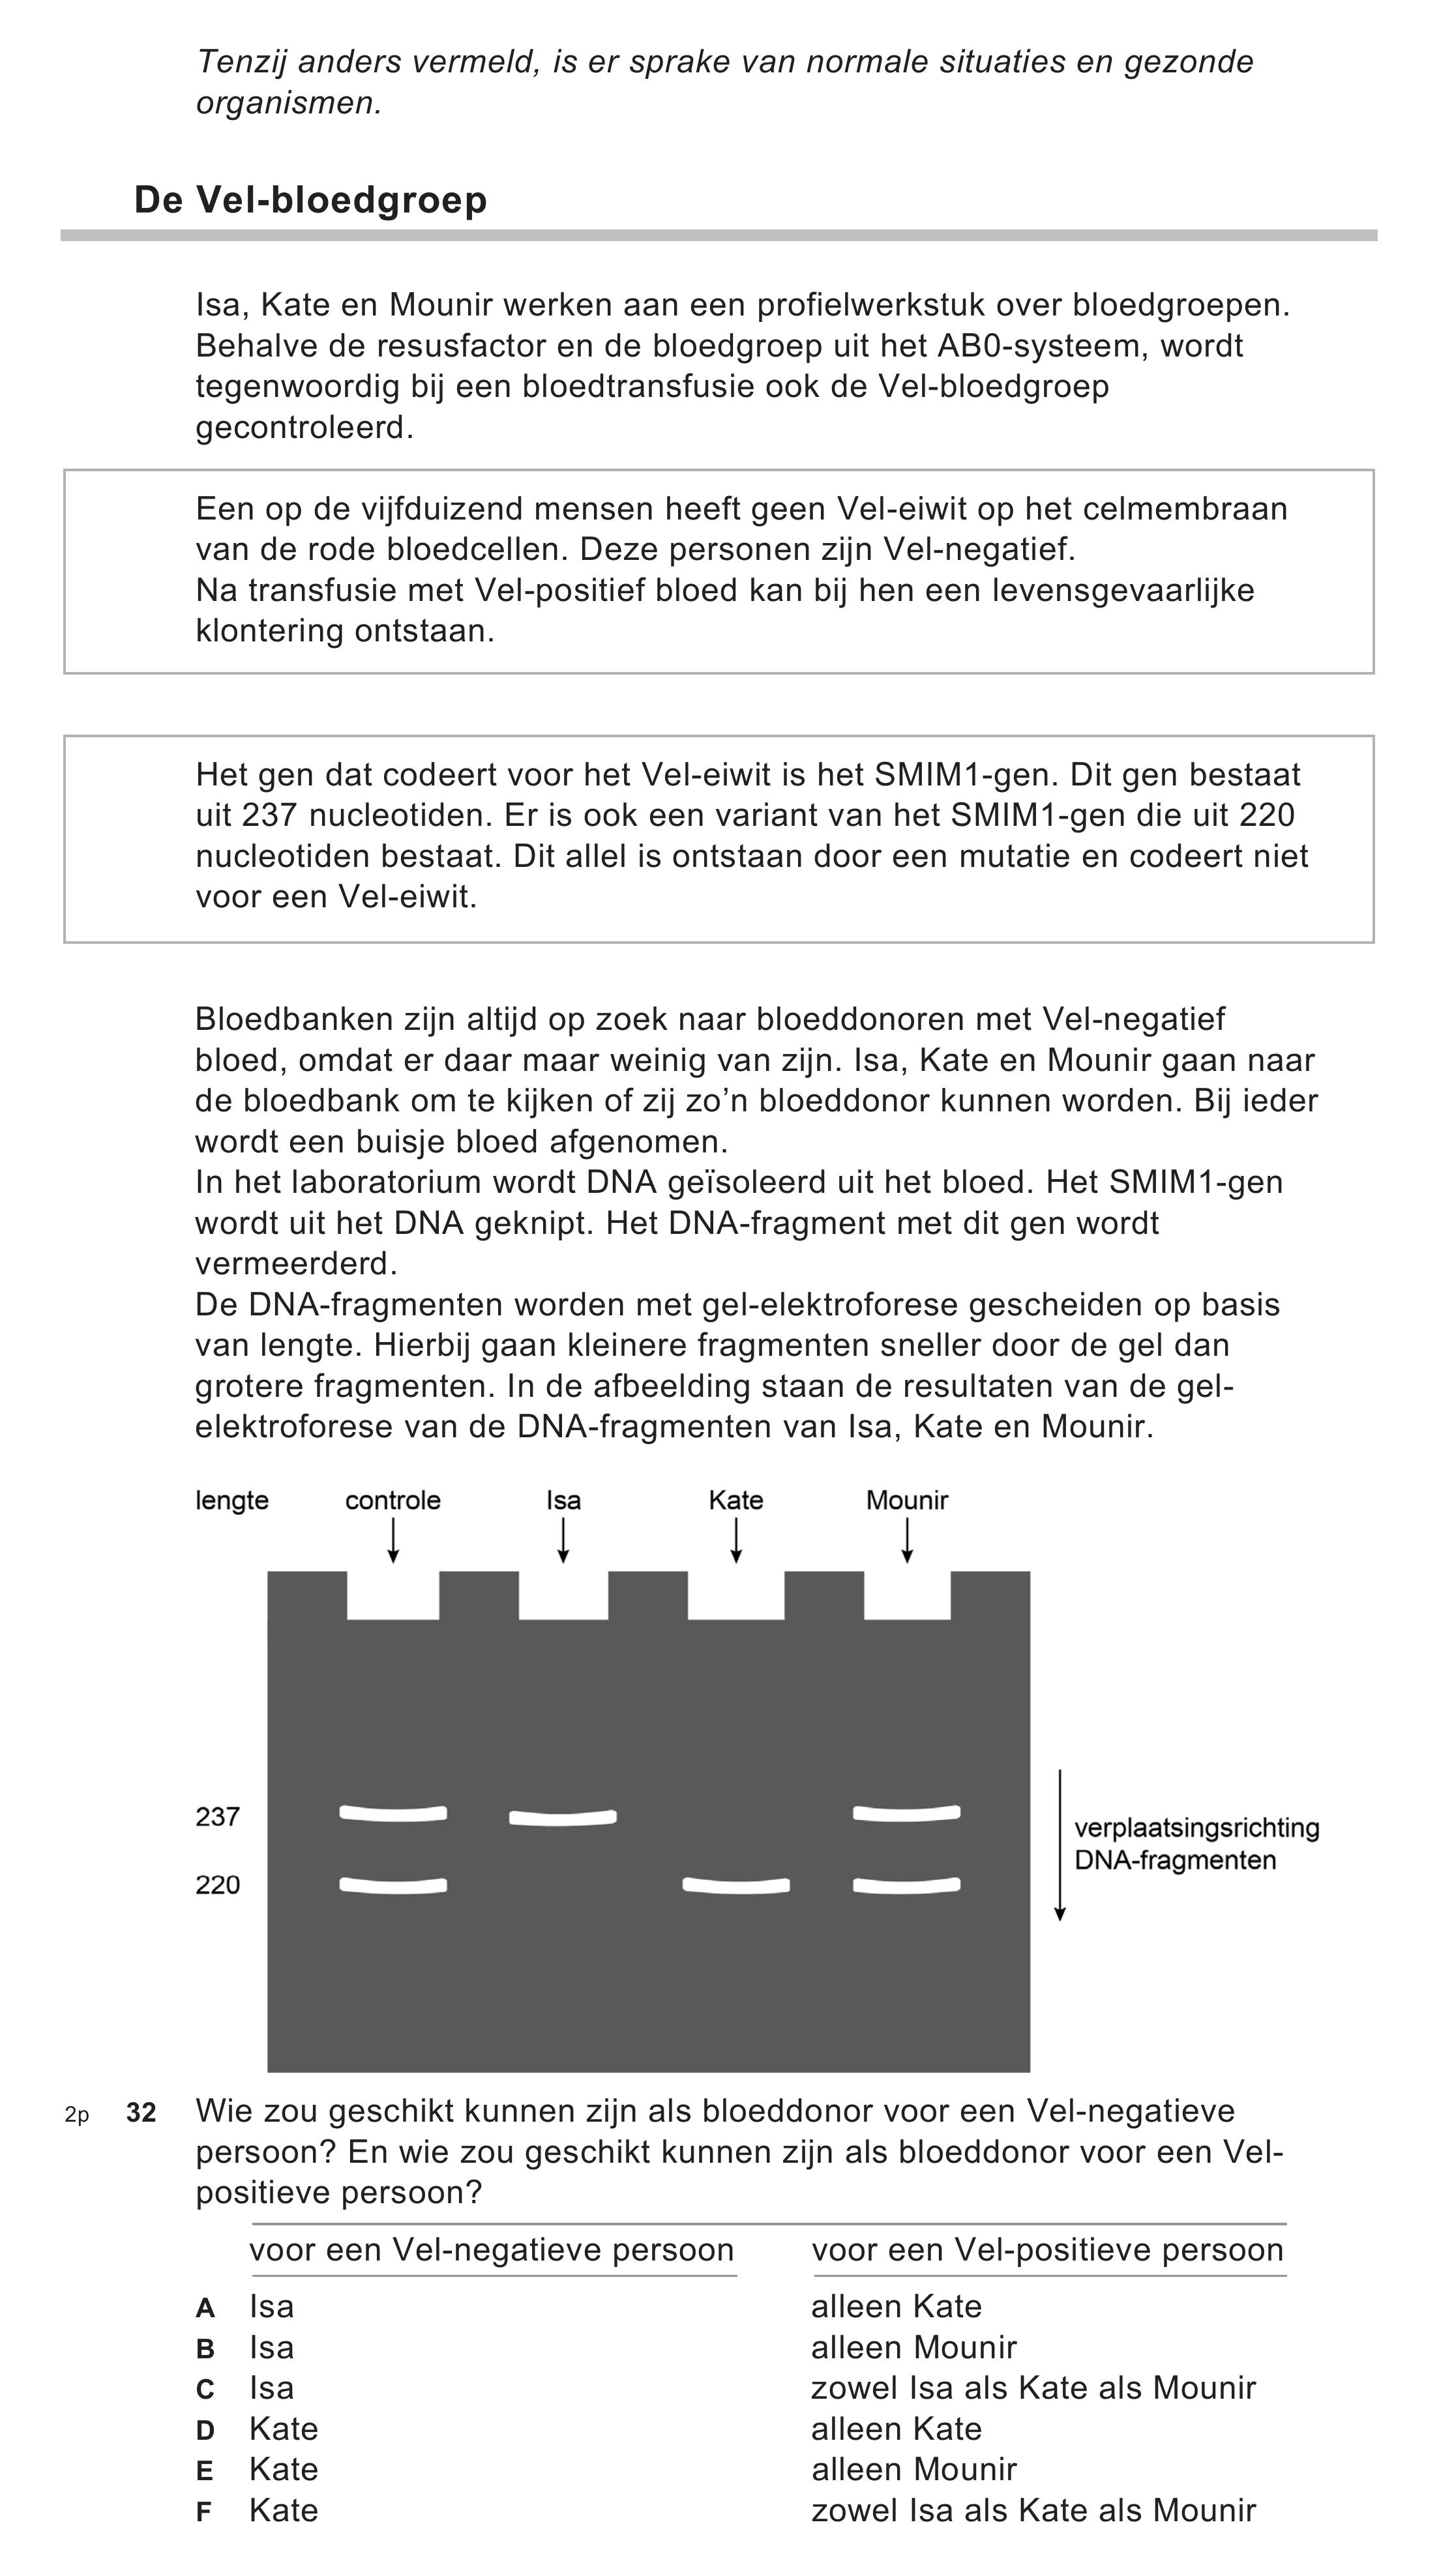 Tenzij anders vermeld, is er sprake van normale situaties en gezonde
organismen.
De Vel-bloedgroep
Isa, Kate en Mounir werken aan een profielwerkstuk over bloedgroepen.
Behalve de resusfactor en de bloedgroep uit het AB0-systeem, wordt
tegenwoordig bij een bloedtransfusie ook de Vel-bloedgroep
gecontroleerd.
Een op de vijfduizend mensen heeft geen Vel-eiwit op het celmembraan
van de rode bloedcellen. Deze personen zijn Vel-negatief.
Na transfusie met Vel-positief bloed kan bij hen een levensgevaarlijke
klontering ontstaan.
Het gen dat codeert voor het Vel-eiwit is het SMIM1-gen. Dit gen bestaat
uit 237 nucleotiden. Er is ook een variant van het SMIM1-gen die uit 220
nucleotiden bestaat. Dit allel is ontstaan door een mutatie en codeert niet
voor een Vel-eiwit.
Bloedbanken zijn altijd op zoek naar bloeddonoren met Vel-negatief
bloed, omdat er daar maar weinig van zijn. Isa, Kate en Mounir gaan naar
de bloedbank om te kijken of zij zo’n bloeddonor kunnen worden. Bij ieder
wordt een buisje bloed afgenomen.
In het laboratorium wordt DNA geïsoleerd uit het bloed. Het SMIM1-gen
wordt uit het DNA geknipt. Het DNA-fragment met dit gen wordt
vermeerderd.
De DNA-fragmenten worden met gel-elektroforese gescheiden op basis
van lengte. Hierbij gaan kleinere fragmenten sneller door de gel dan
grotere fragmenten. In de afbeelding staan de resultaten van de gel-
elektroforese van de DNA-fragmenten van Isa, Kate en Mounir.
lengte controle Isa Kate Mounir
237
220
verplaatsingsrichting
DNA-fragmenten
2p 32 Wie zou geschikt kunnen zijn als bloeddonor voor een Vel-negatieve
persoon? En wie zou geschikt kunnen zijn als bloeddonor voor een Vel-
positieve persoon?
voor een Vel-negatieve persoon voor een Vel-positieve persoon
A Isa alleen Kate
B Isa alleen Mounir
C Isa zowel Isa als Kate als Mounir
D Kate alleen Kate
E Kate alleen Mounir
F Kate zowel Isa als Kate als Mounir